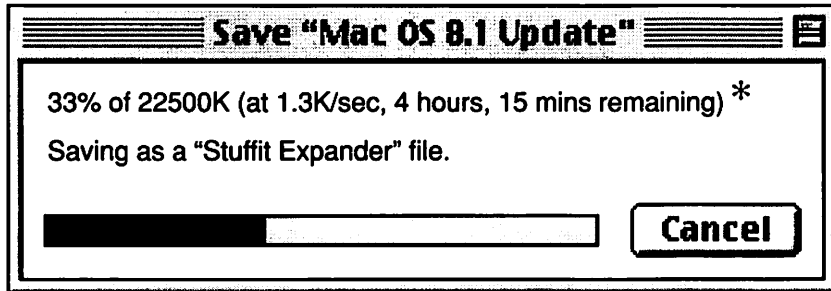 Save “Mac OS 8.1 Update"
33% of 22500K (at 1.3K/sec, 4 hours, 15 mins remaining) *
Saving as a “Stuffit Expander” file.
Cancel